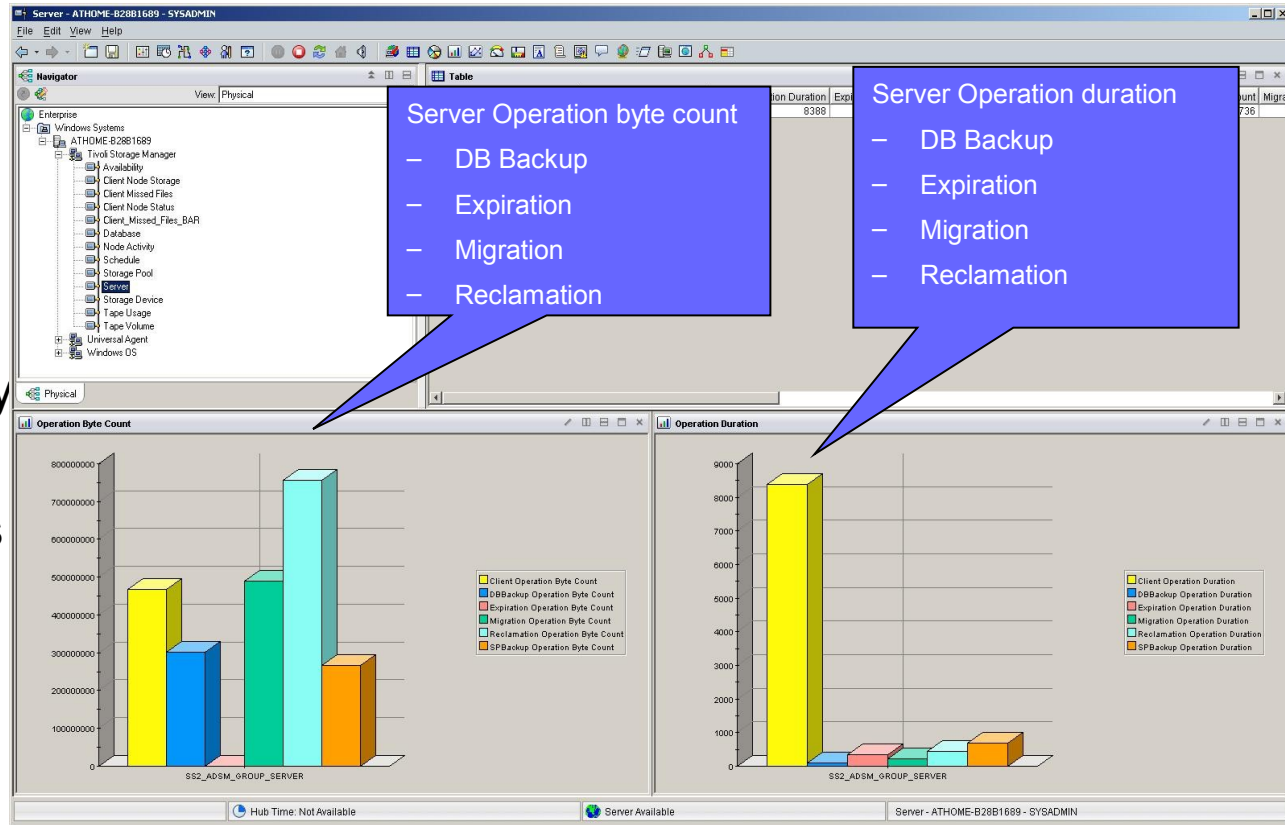 Server - ATHOME-B28B1689 - SYSADMIN
File Edit View Help
Navigator
View: Physical
Enterprise
Windows Systems
ATHOME-B28B1689
Tivoli Storage Manager
Availability
Client Node Storage
Client Missed Files
Client Node Status
Client_Missed_Files_BAR
Database
Node Activity
Schedule
Storage Pool
Server
Storage Device
Tape Usage
Tape Volume
Universal Agent
Windows OS
Physical
Table
Duration
8388
736
Server Operation byte count
– DB Backup
– Expiration
– Migration
– Reclamation
Server Operation duration
– DB Backup
– Expiration
– Migration
– Reclamation
Operation Byte Count
800000000
700000000
600000000
500000000
400000000
300000000
200000000
100000000
0
SS2_ADSM_GROUP_SERVER
Client Operation Byte Count
DBBackup Operation Byte Count
Expiration Operation Byte Count
Migration Operation Byte Count
Reclamation Operation Byte Count
SPBackup Operation Byte Count
Operation Duration
9000
8000
7000
6000
5000
4000
3000
2000
1000
0
SS2_ADSM_GROUP_SERVER
Client Operation Duration
DBBackup Operation Duration
Expiration Operation Duration
Migration Operation Duration
Reclamation Operation Duration
SPBackup Operation Duration
Hub Time: Not Available
Server Available
Server - ATHOME-B28B1689 - SYSADMIN